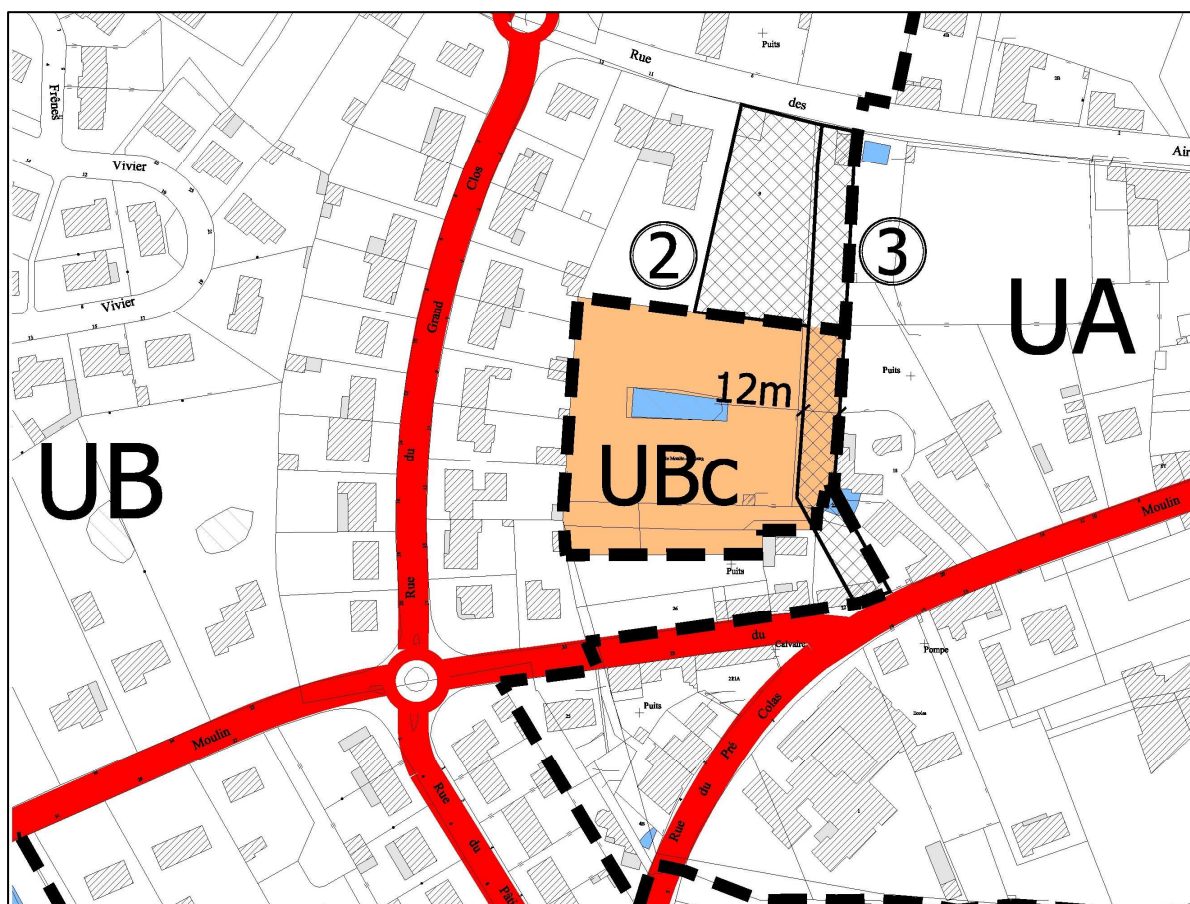 Puits
Rue
des
Air
Frênes
Vivier
Vivier
Clos
Grand
du
Rue
2
3
UA
UB
UBc
12m
Puits
Puits
Moulin
du
Calvaire
Pompe
Puits
Moulin
Rue
du
Pré
Colas
Rue
du
Pât